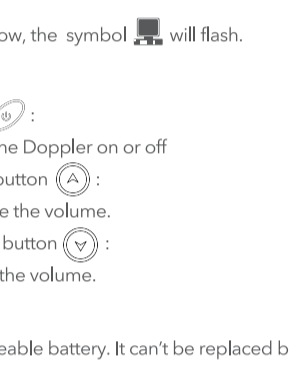 ow, the symbol will flash.
:
he Doppler on or off
button :
e the volume.
button :
the volume.
eable battery. It can't be replaced b